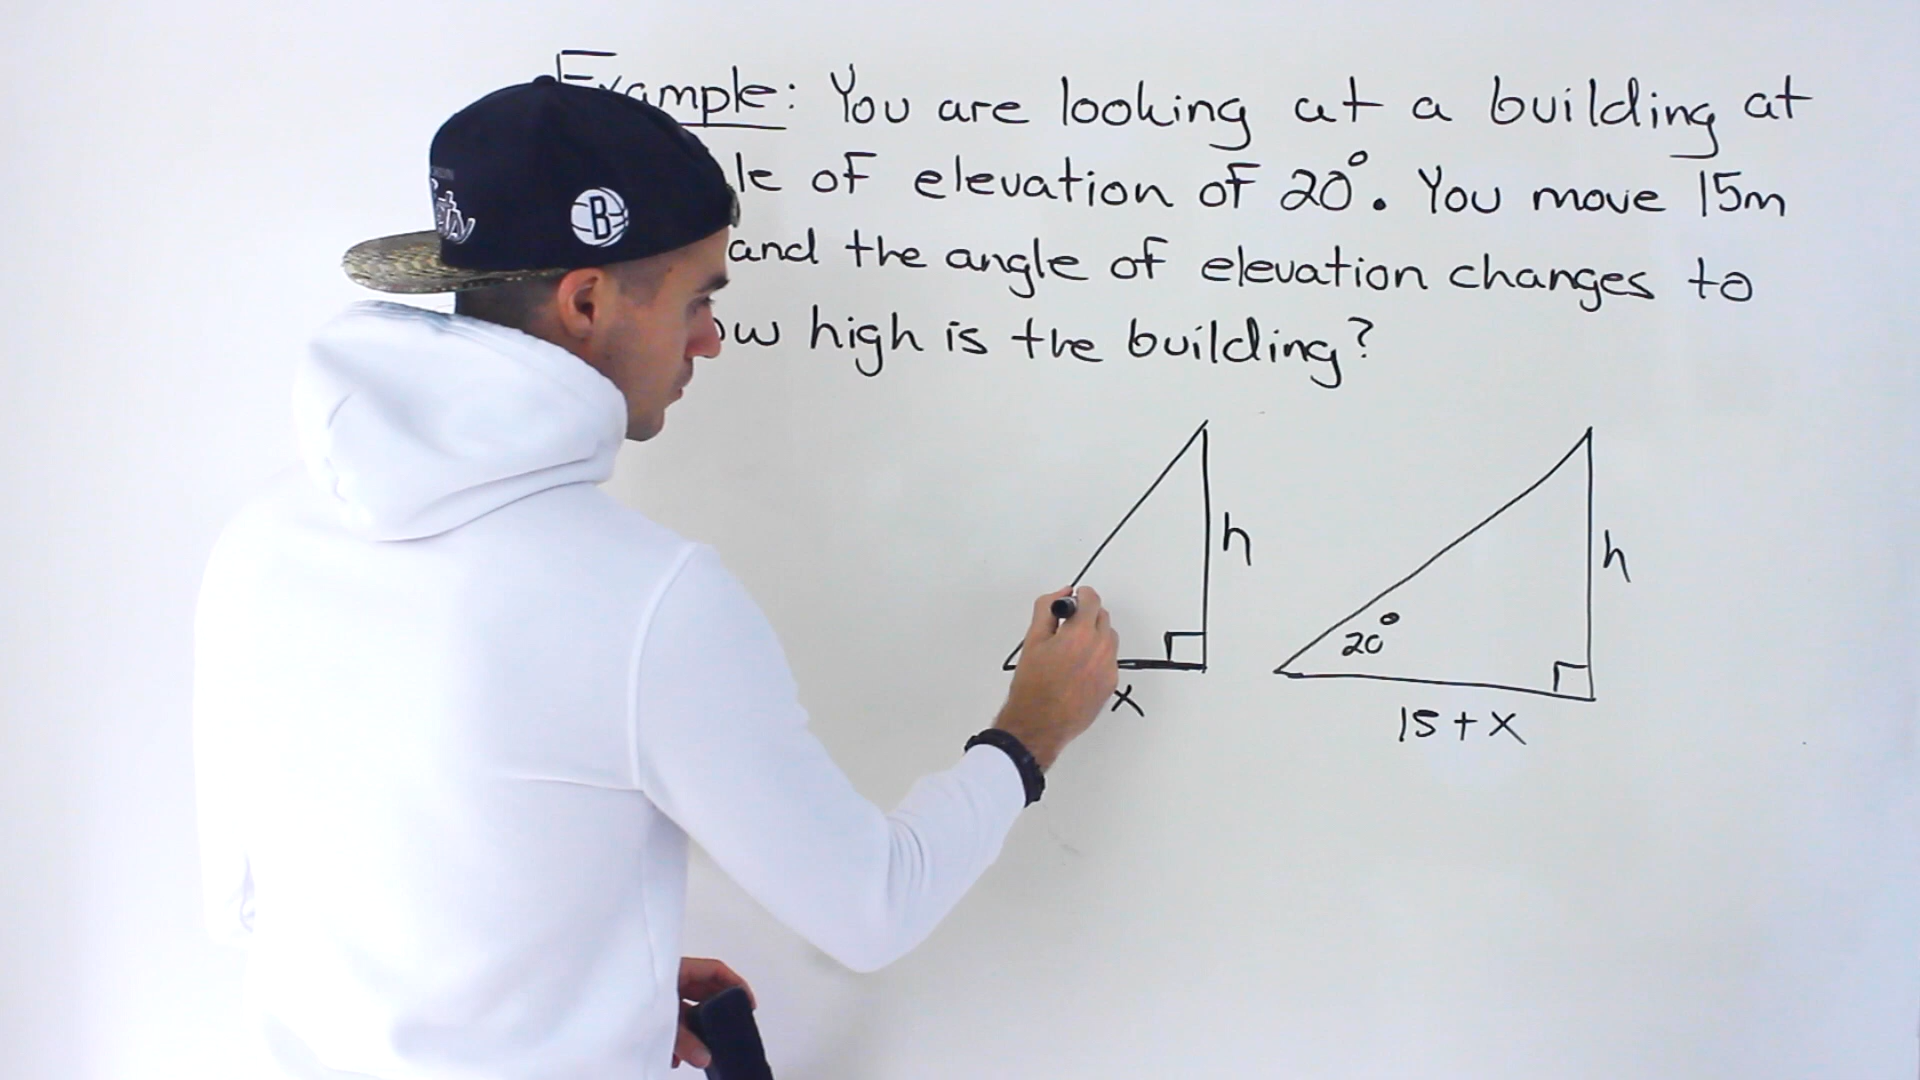 Example: You are looking at a building at
le of elevation of 20°. You move 15m
and the angle of elevation changes to
ow high is the building?
h
h
20°
x
15+x
B